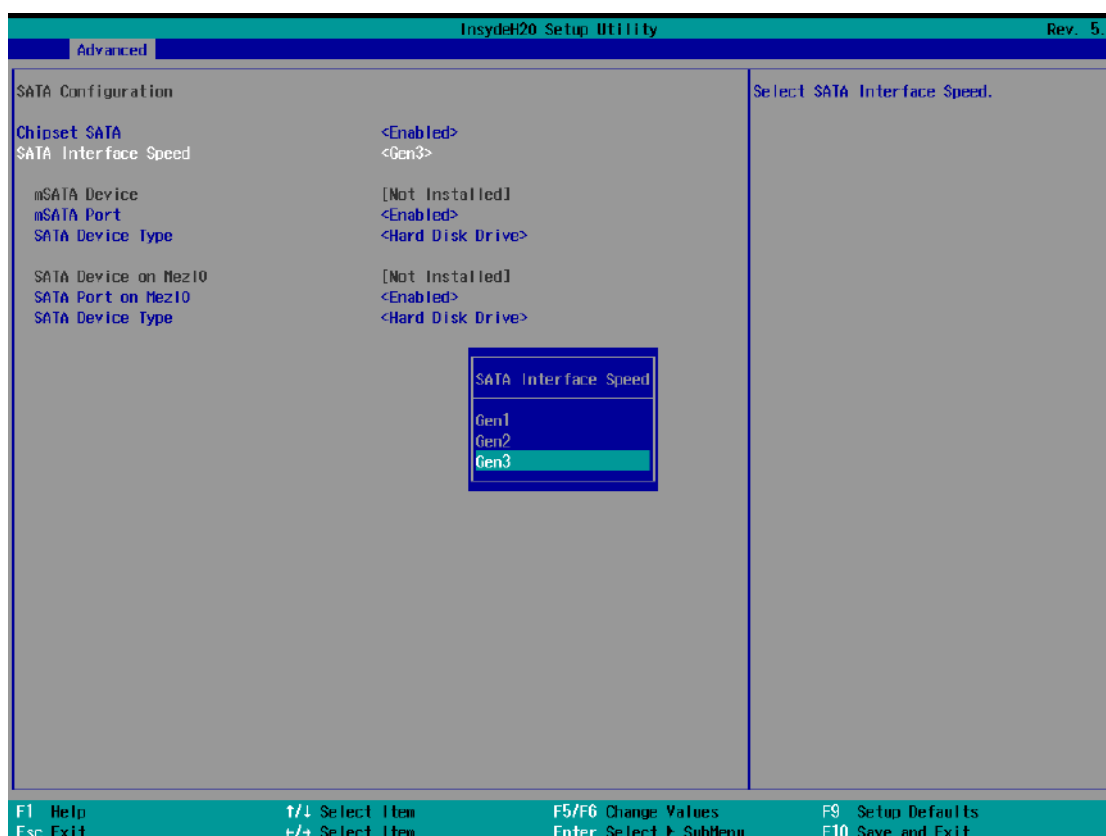 InsydeH20 Setup Utility Rev. 5.
Advanced
SATA Configuration
Select SATA Interface Speed.
Chipset SATA <Enabled>
SATA Interface Speed <Gen3>
mSATA Device [Not Installed]
mSATA Port <Enabled>
SATA Device Type <Hard Disk Drive>
SATA Device on MezIO [Not Installed]
SATA Port on MezIO <Enabled>
SATA Device Type <Hard Disk Drive>
SATA Interface Speed
Gen1
Gen2
Gen3
F1 Help ↑/↓ Select Item F5/F6 Change Values F9 Setup Defaults
Esc Exit ←/→ Select Item Enter Select ▶ SubMenu F10 Save and Exit